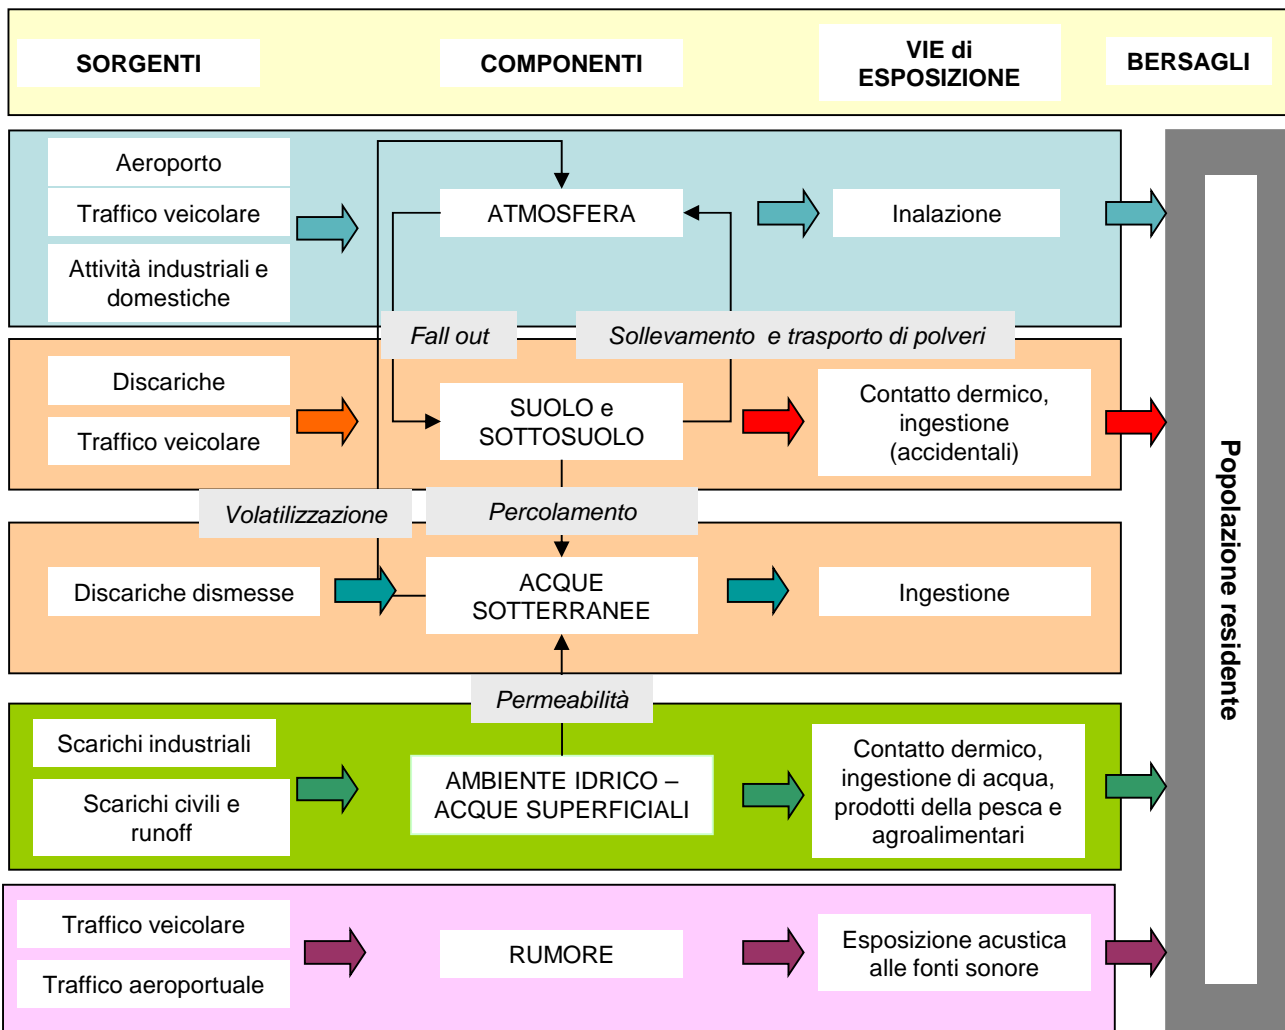 SORGENTI
COMPONENTI
VIE di
ESPOSIZIONE
BERSAGLI
Aeroporto
Traffico veicolare
Attività industriali e
domestiche
ATMOSFERA
Inalazione
Fall out
Sollevamento e trasporto di polveri
Discariche
Traffico veicolare
SUOLO e
SOTTOSUOLO
Contatto dermico,
ingestione
(accidentali)
Volatilizzazione
Percolamento
Discariche dismesse
ACQUE
SOTTERRANEE
Ingestione
Permeabilità
Scarichi industriali
Scarichi civili e
runoff
AMBIENTE IDRICO –
ACQUE SUPERFICIALI
Contatto dermico,
ingestione di acqua,
prodotti della pesca e
agroalimentari
Traffico veicolare
Traffico aeroportuale
RUMORE
Esposizione acustica
alle fonti sonore
Popolazione residente